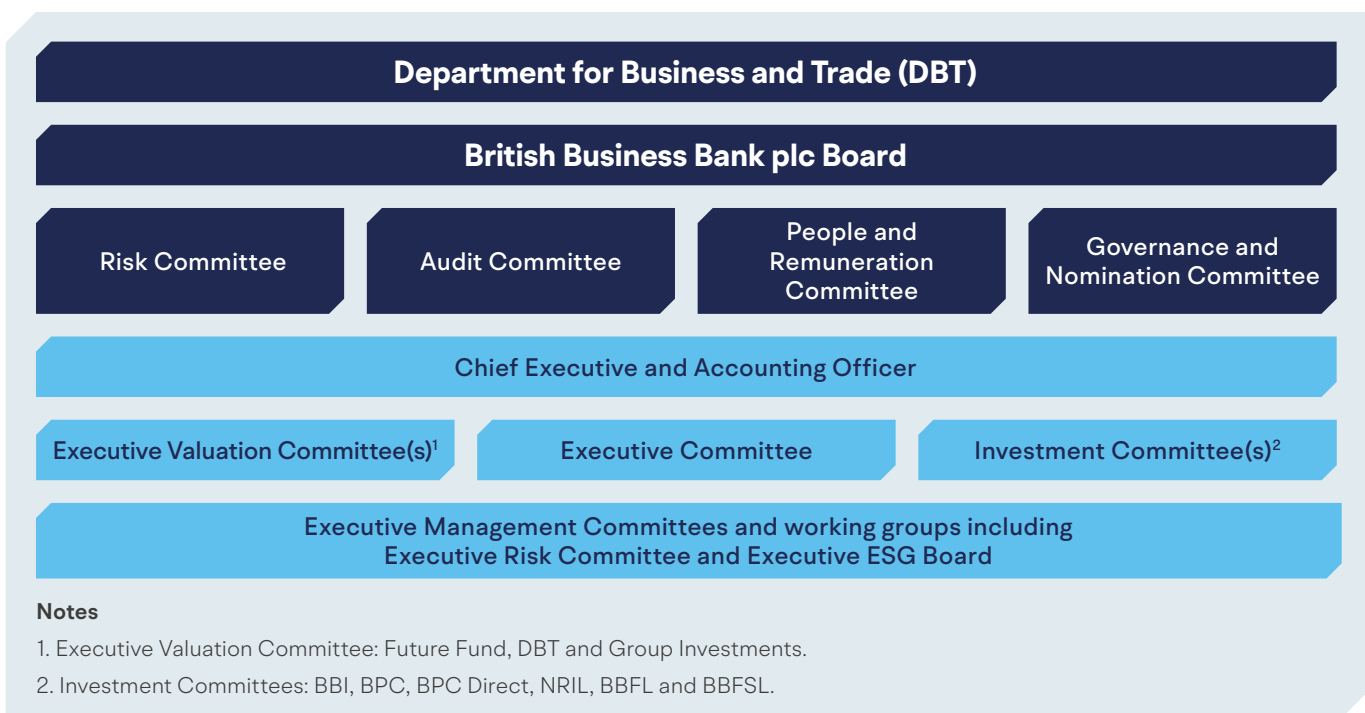 Department for Business and Trade (DBT)
British Business Bank plc Board
Risk Committee
Audit Committee
People and
Remuneration
Committee
Governance and
Nomination Committee
Chief Executive and Accounting Officer
Executive Valuation Committee(s)¹
Executive Committee
Investment Committee(s)²
Executive Management Committees and working groups including
Executive Risk Committee and Executive ESG Board
Notes
1. Executive Valuation Committee: Future Fund, DBT and Group Investments.
2. Investment Committees: BBI, BPC, BPC Direct, NRIL, BBFL and BBFSL.